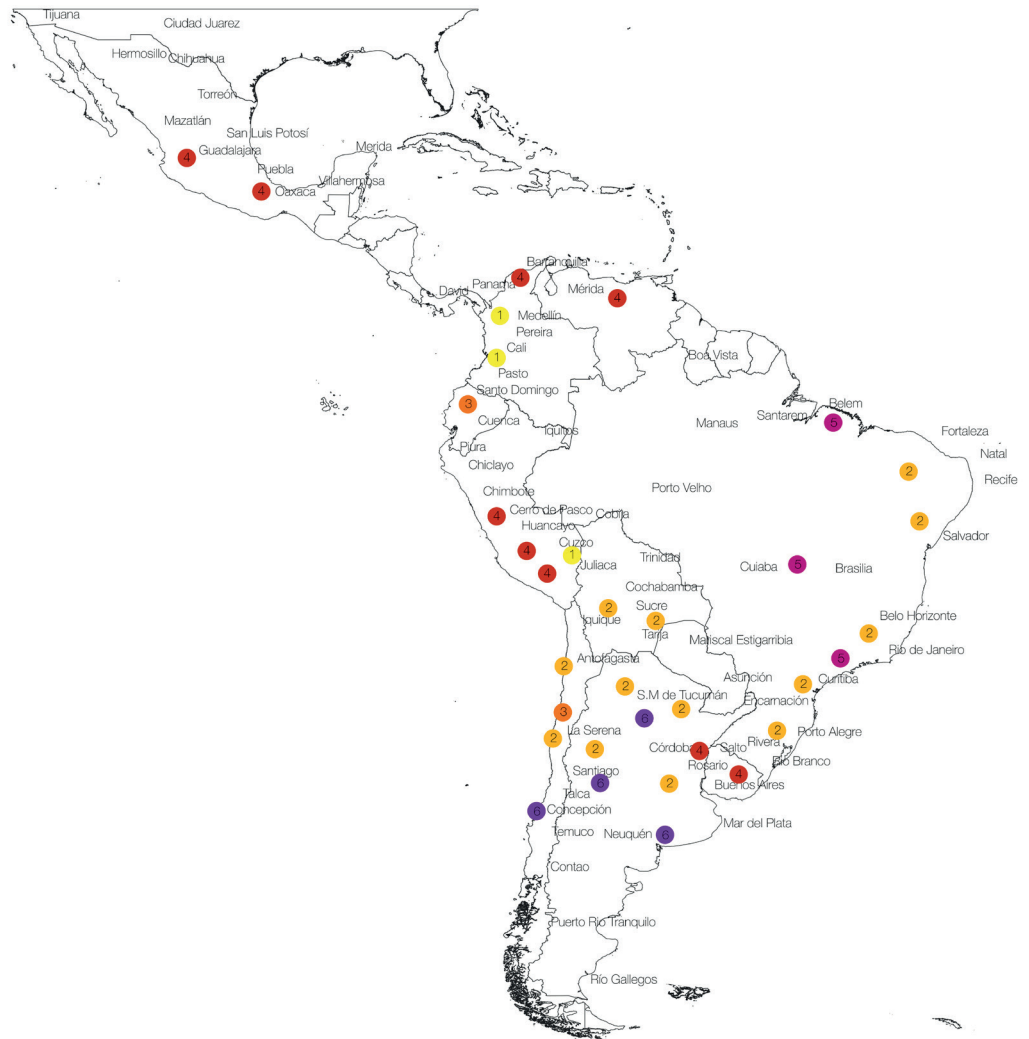 Tijuana
Ciudad Juarez
Hermosillo
Chihuahua
Torreón
Mazatlán
San Luis Potosí
Merida
4 Guadalajara
Puebla
Villahermosa
4 Oaxaca
Barranquilla
4
Panama
David
Mérida
4
1 Medellín
Pereira
Cali
1
Boa Vista
Pasto
Santo Domingo
3
Belem
Santarem
5
Cuenca
Manaus
Iquitos
Fortaleza
Piura
Natal
Chiclayo
2
Recife
Chimbote
Porto Velho
4
Cerro de Pasco
Cobija
Huancayo
2
Salvador
Cuzco
4
1
Trinidad
Juliaca
4
5
Cuiaba
Brasilia
Cochabamba
2
Sucre
Iquique
2
Belo Horizonte
Tarija
2
Mariscal Estigarribia
Rio de Janeiro
Antofagasta
2
5
Asunción
2
Curitiba
2
S.M de Tucumán
Encarnación
3
6
2
La Serena
2
2
Porto Alegre
2
Rivera
Córdoba
4
Salto
Rio Branco
Rosario
Santiago
4
6
2
Buenos Aires
Talca
6
Concepción
Mar del Plata
Temuco
Neuquén
6
Contao
Puerto Rio Tranquilo
Río Gallegos